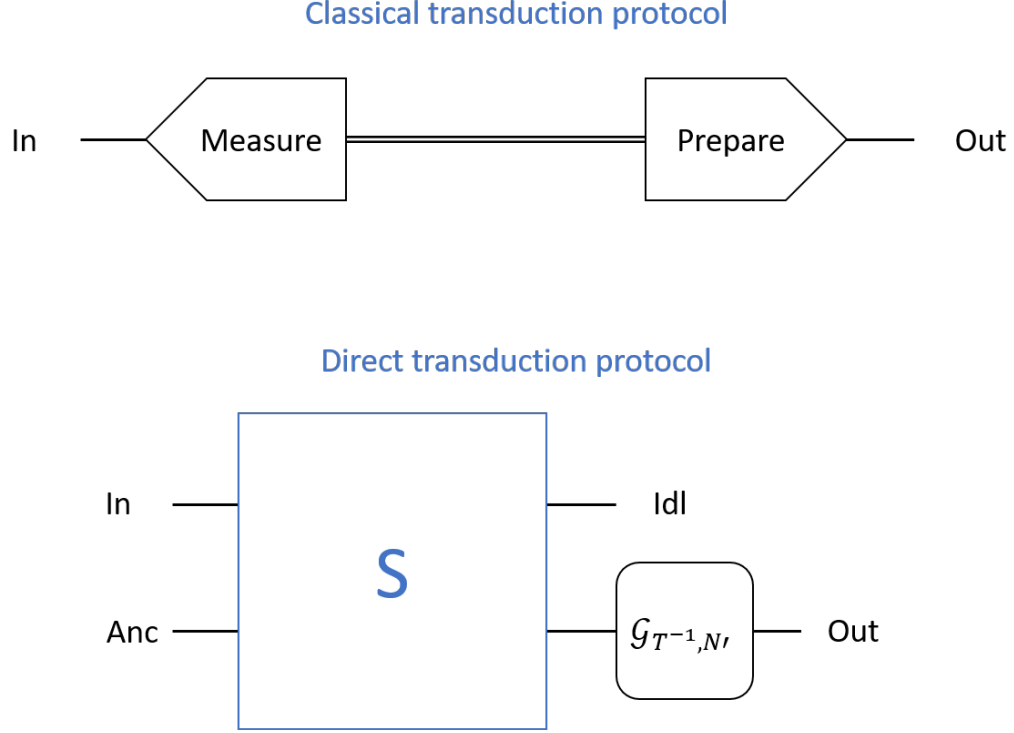 Classical transduction protocol
In Measure Prepare Out
Direct transduction protocol
In Idl
S
Anc 𝒢_{T^{-1},N′} Out